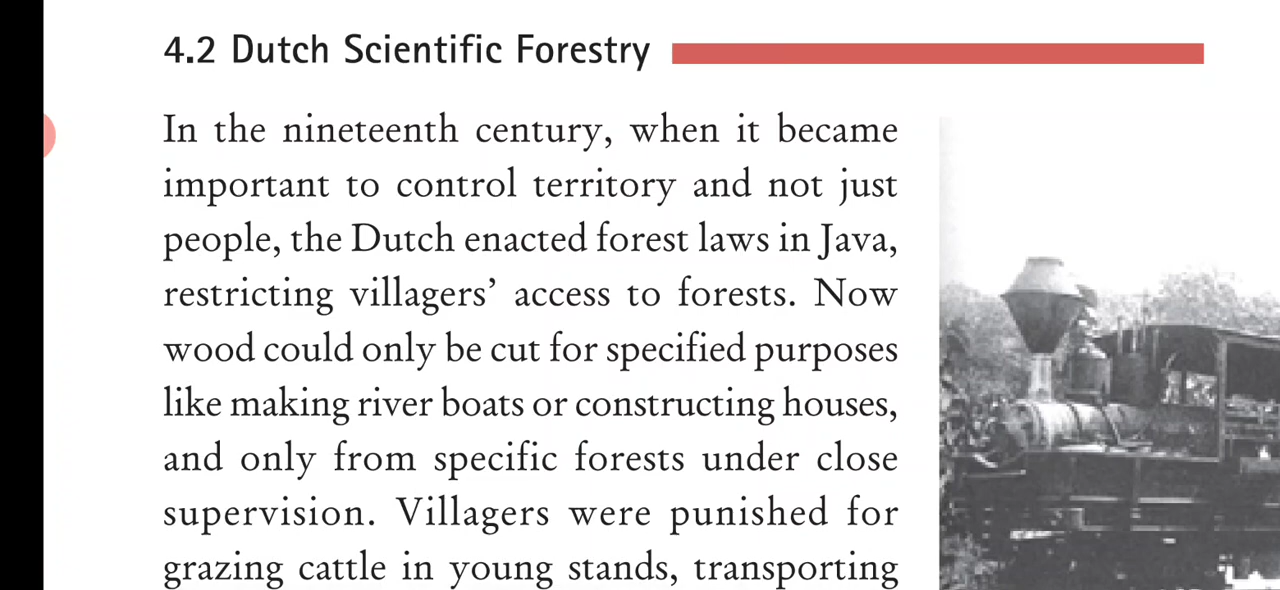 4.2 Dutch Scientific Forestry
In the nineteenth century, when it became
important to control territory and not just
people, the Dutch enacted forest laws in Java,
restricting villagers’ access to forests. Now
wood could only be cut for specified purposes
like making river boats or constructing houses,
and only from specific forests under close
supervision. Villagers were punished for
grazing cattle in young stands, transporting